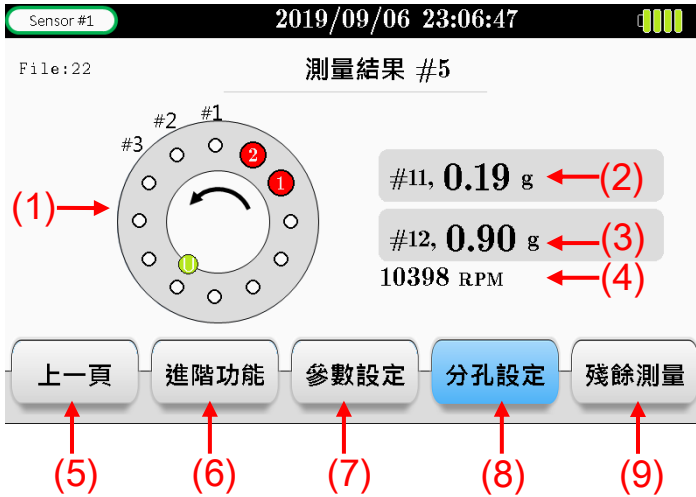 Sensor #1 2019/09/06 23:06:47
File:22 測量結果 #5
#1
#2
#3
2
1
U
(1)
#11, 0.19 g (2)
#12, 0.90 g (3)
10398 RPM (4)
上一頁 進階功能 參數設定 分孔設定 殘餘測量
(5) (6) (7) (8) (9)